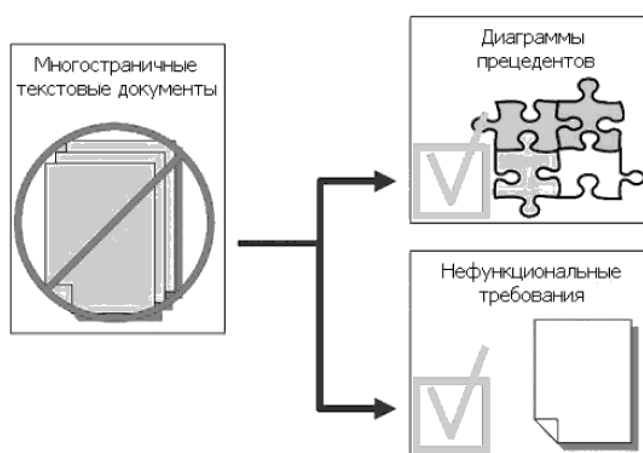 Многостраничные
текстовые документы
Диаграммы
прецедентов
Нефункциональные
требования